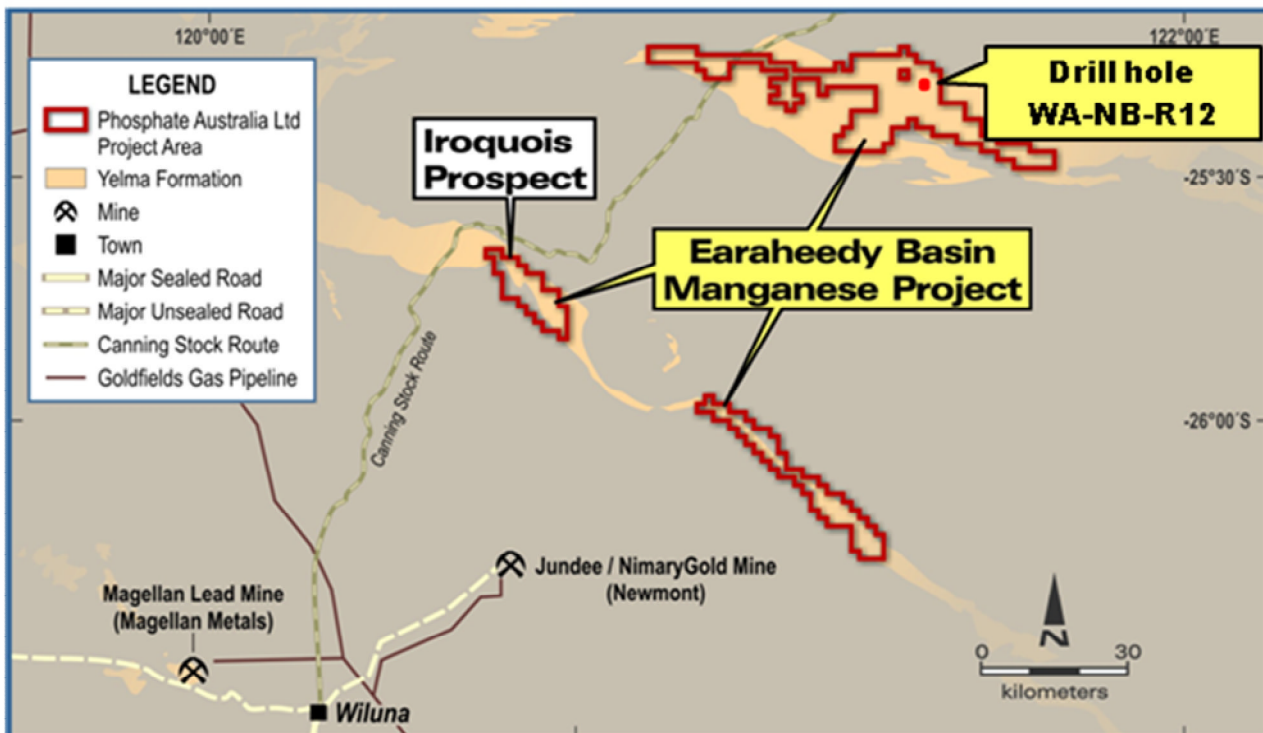 120°00´E
122°00´E
LEGEND
Phosphate Australia Ltd
Project Area
Yelma Formation
Mine
Town
Major Sealed Road
Major Unsealed Road
Canning Stock Route
Goldfields Gas Pipeline
Drill hole
WA-NB-R12
Iroquois
Prospect
-25°30´S
Earaheedy Basin
Manganese Project
Canning Stock Route
-26°00´S
Jundee / NimaryGold Mine
(Newmont)
Magellan Lead Mine
(Magellan Metals)
Wiluna
N
0 30
kilometers